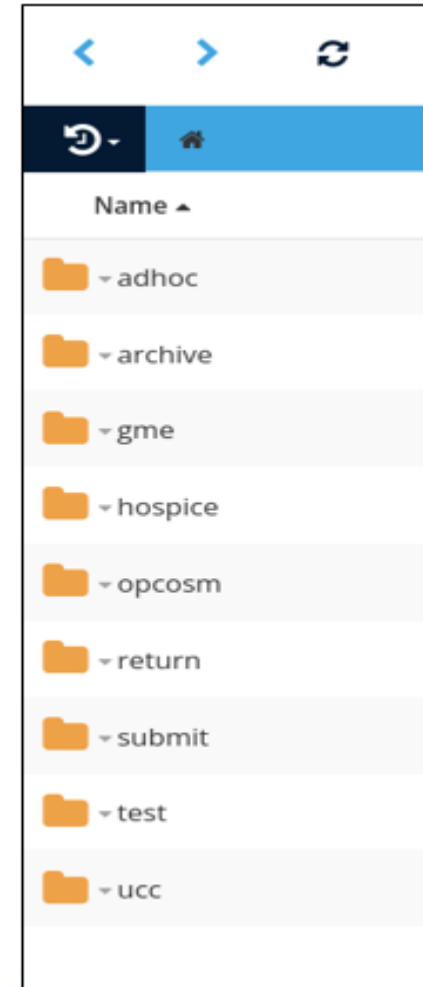 Name
adhoc
archive
gme
hospice
opcosm
return
submit
test
ucc